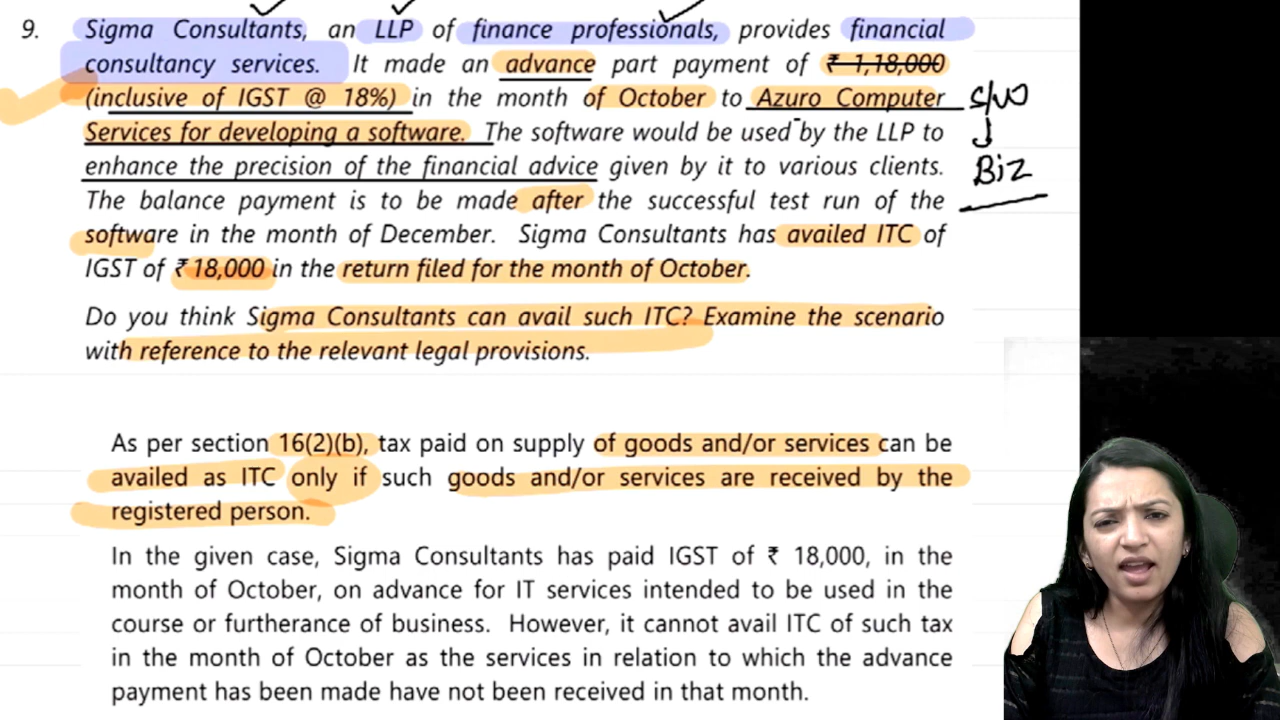 9. Sigma Consultants, an LLP of finance professionals, provides financial
consultancy services. It made an advance part payment of ₹ 1,18,000
(inclusive of IGST @ 18%) in the month of October to Azuro Computer
S/W
Services for developing a software. The software would be used by the LLP to
enhance the precision of the financial advice given by it to various clients.
Biz
The balance payment is to be made after the successful test run of the
software in the month of December. Sigma Consultants has availed ITC of
IGST of ₹ 18,000 in the return filed for the month of October.
Do you think Sigma Consultants can avail such ITC? Examine the scenario
with reference to the relevant legal provisions.
As per section 16(2)(b), tax paid on supply of goods and/or services can be
availed as ITC only if such goods and/or services are received by the
registered person.
In the given case, Sigma Consultants has paid IGST of ₹ 18,000, in the
month of October, on advance for IT services intended to be used in the
course or furtherance of business. However, it cannot avail ITC of such tax
in the month of October as the services in relation to which the advance
payment has been made have not been received in that month.